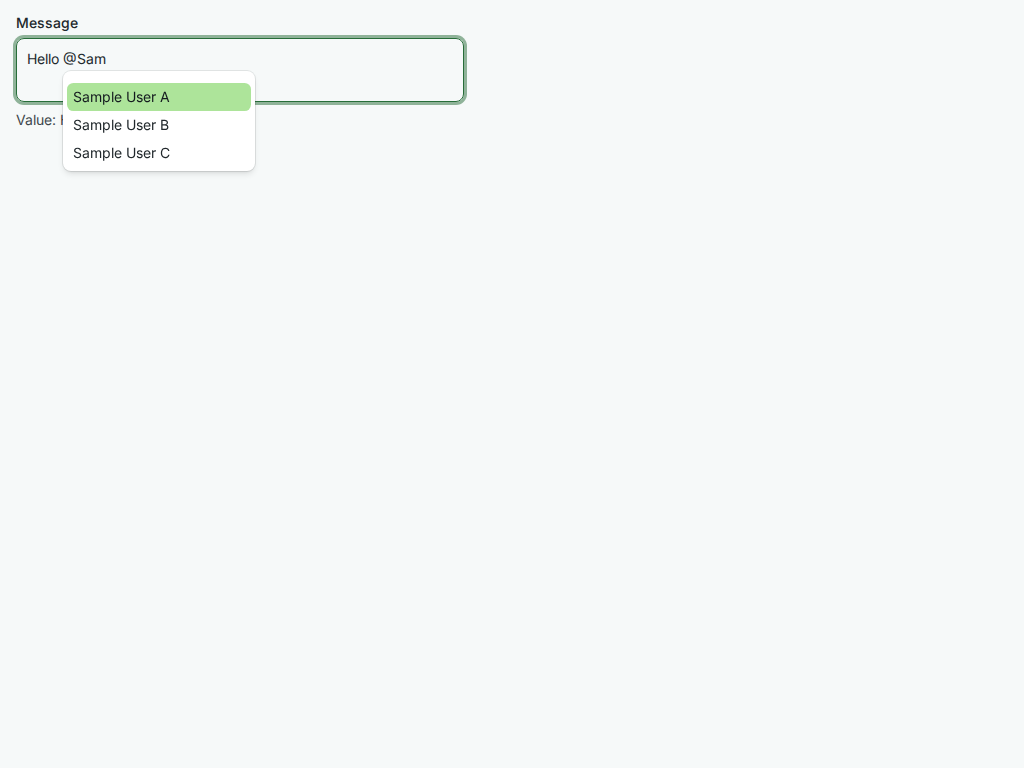 Message
Hello @Sam
Sample User A
Sample User B
Sample User C
Value: